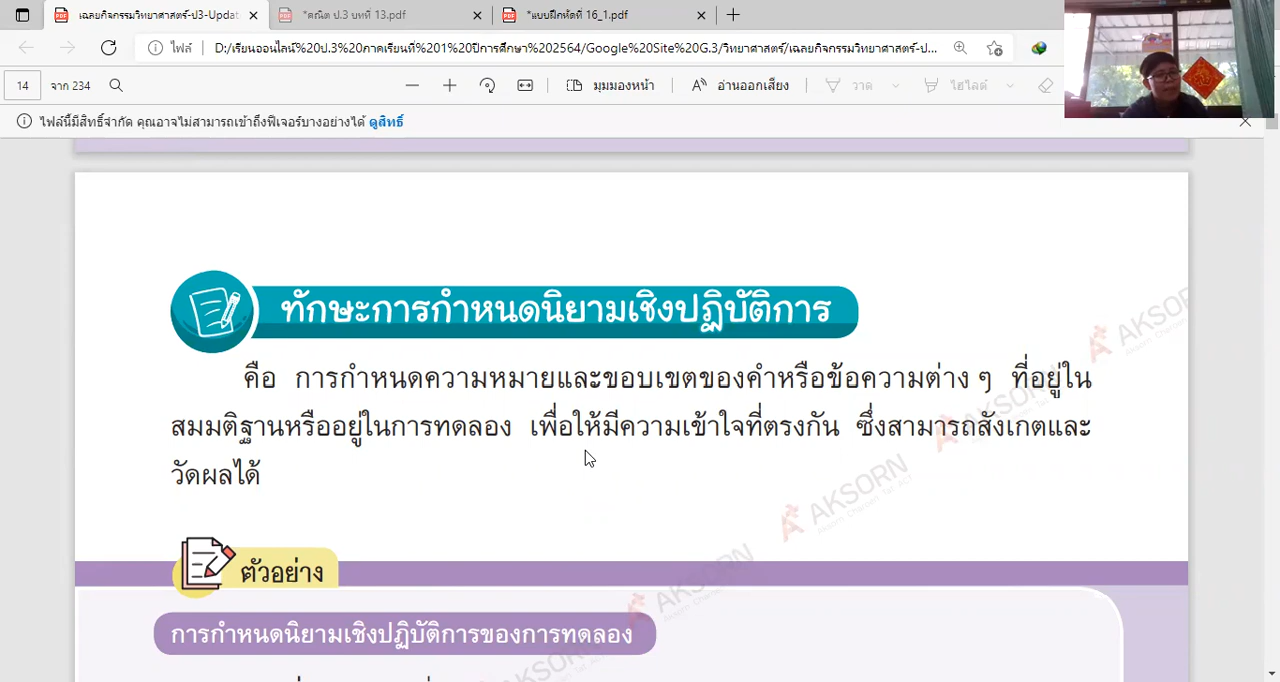 เฉลยกิจกรรมวิทยาศาสตร์-ป3-Updat
*คณิต ป.3 บทที่ 13.pdf
*แบบฝึกหัดที่ 16_1.pdf
ไฟล์ D:/เรียนออนไลน์%20ป.3%20ภาคเรียนที่%201%20ปีการศึกษา%202564/Google%20Site%20G.3/วิทยาศาสตร์/เฉลยกิจกรรมวิทยาศาสตร์-ป...
14 จาก 234 มุมมองหน้า อ่านออกเสียง วาด ไฮไลต์
ไฟล์นี้มีสิทธิ์จำกัด คุณอาจไม่สามารถเข้าถึงฟีเจอร์บางอย่างได้ ดูสิทธิ์
ทักษะการกำหนดนิยามเชิงปฏิบัติการ
คือ การกำหนดความหมายและขอบเขตของคำหรือข้อความต่าง ๆ ที่อยู่ใน
สมมติฐานหรืออยู่ในการทดลอง เพื่อให้มีความเข้าใจที่ตรงกัน ซึ่งสามารถสังเกตและ
วัดผลได้
AKSORN
AKSORN
AKSORN
Aksorn Charoen Tat ACT
AKSORN
ตัวอย่าง
การกำหนดนิยามเชิงปฏิบัติการของการทดลอง